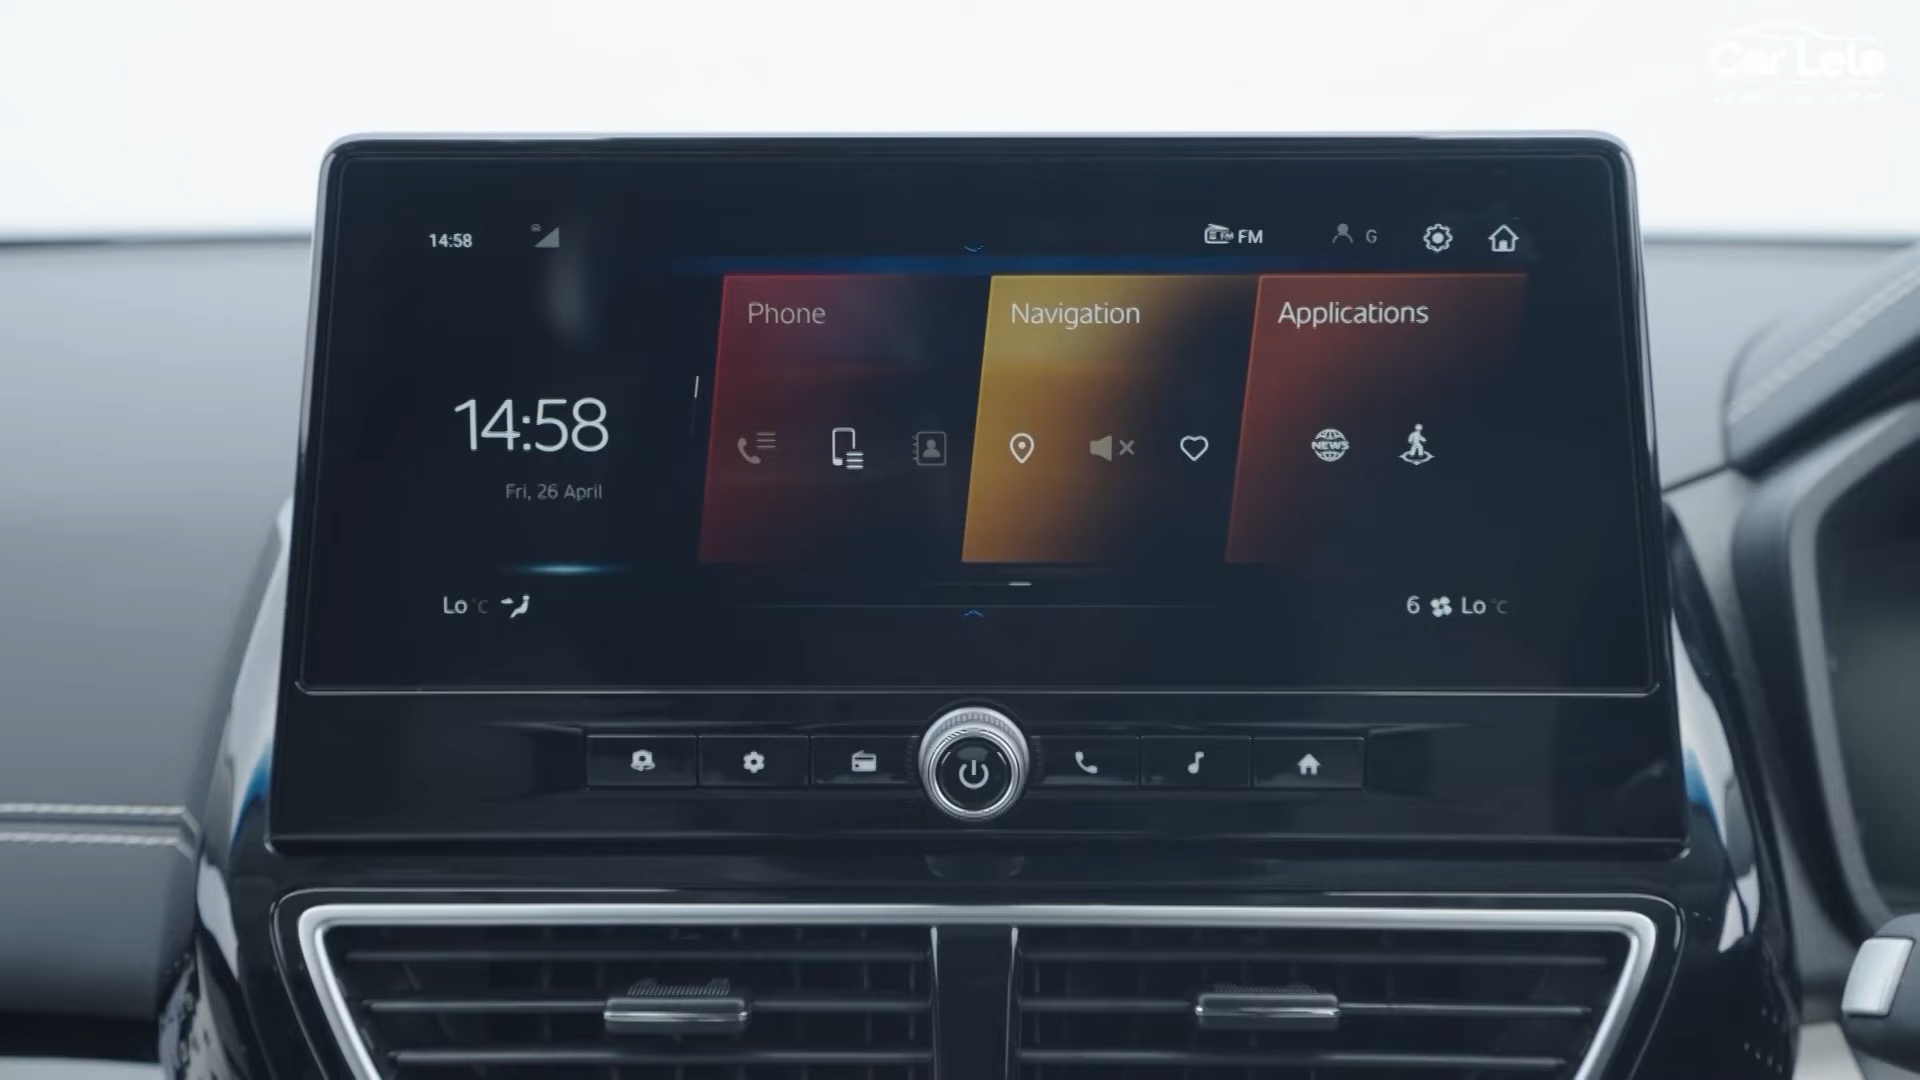 Car Lelo
14:58
FM
G
Phone
Navigation
Applications
14:58
NEWS
Fri, 26 April
Lo °C
6 Lo °C